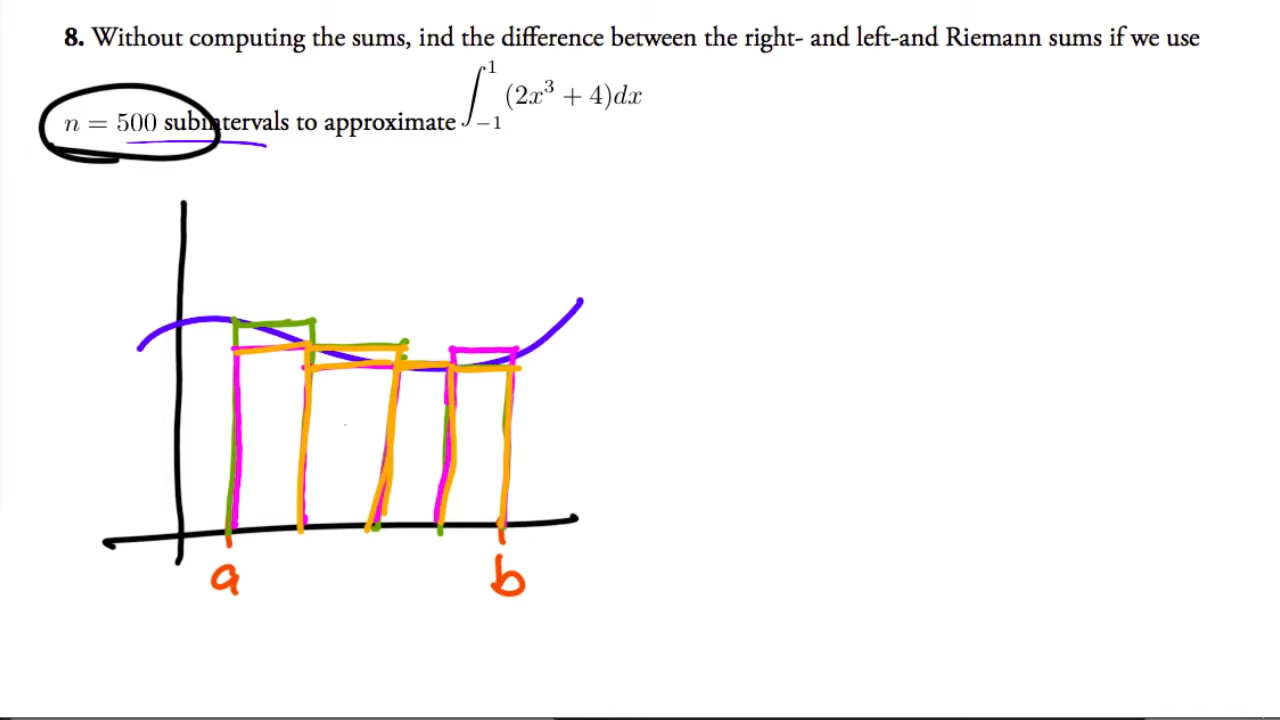 8. Without computing the sums, ind the difference between the right- and left-and Riemann sums if we use
n = 500 subintervals to approximate ∫_{-1}^{1} (2x³ + 4)dx
a b